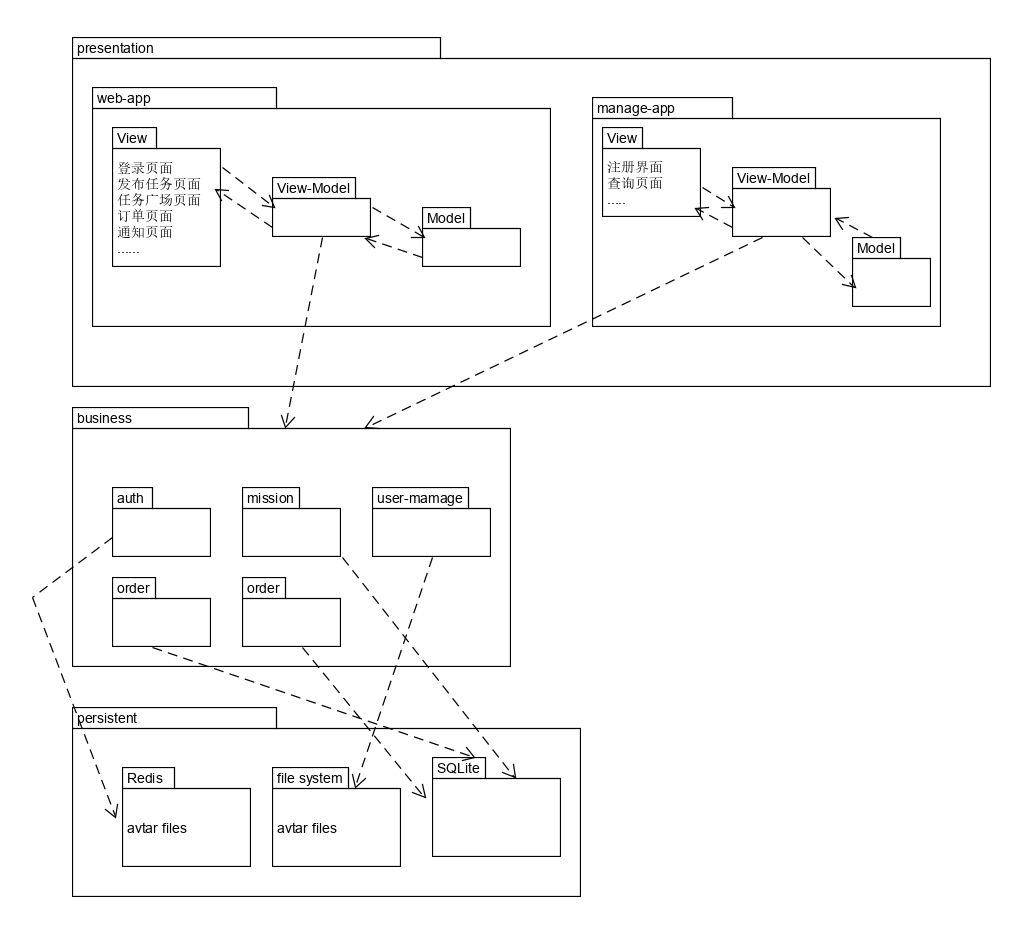 presentation
web-app
View
登录页面
发布任务页面
任务广场页面
订单页面
通知页面
......
View-Model
Model
manage-app
View
注册界面
查询页面
.....
View-Model
Model
business
auth
mission
user-mamage
order
order
persistent
Redis
avtar files
file system
avtar files
SQLite